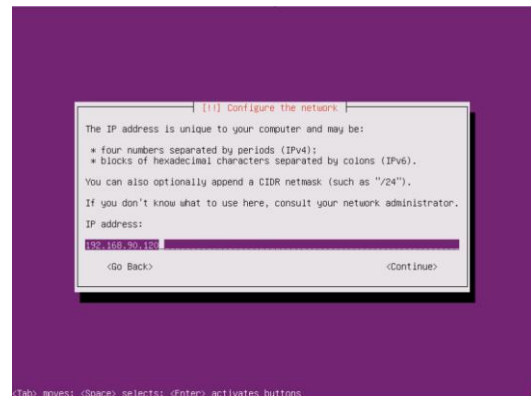 [!!] Configure the network
The IP address is unique to your computer and may be:
* four numbers separated by periods (IPv4);
* blocks of hexadecimal characters separated by colons (IPv6).
You can also optionally append a CIDR netmask (such as "/24").
If you don't know what to use here, consult your network administrator.
IP address:
192.168.90.120
<Go Back> <Continue>
<Tab> moves; <Space> selects; <Enter> activates buttons